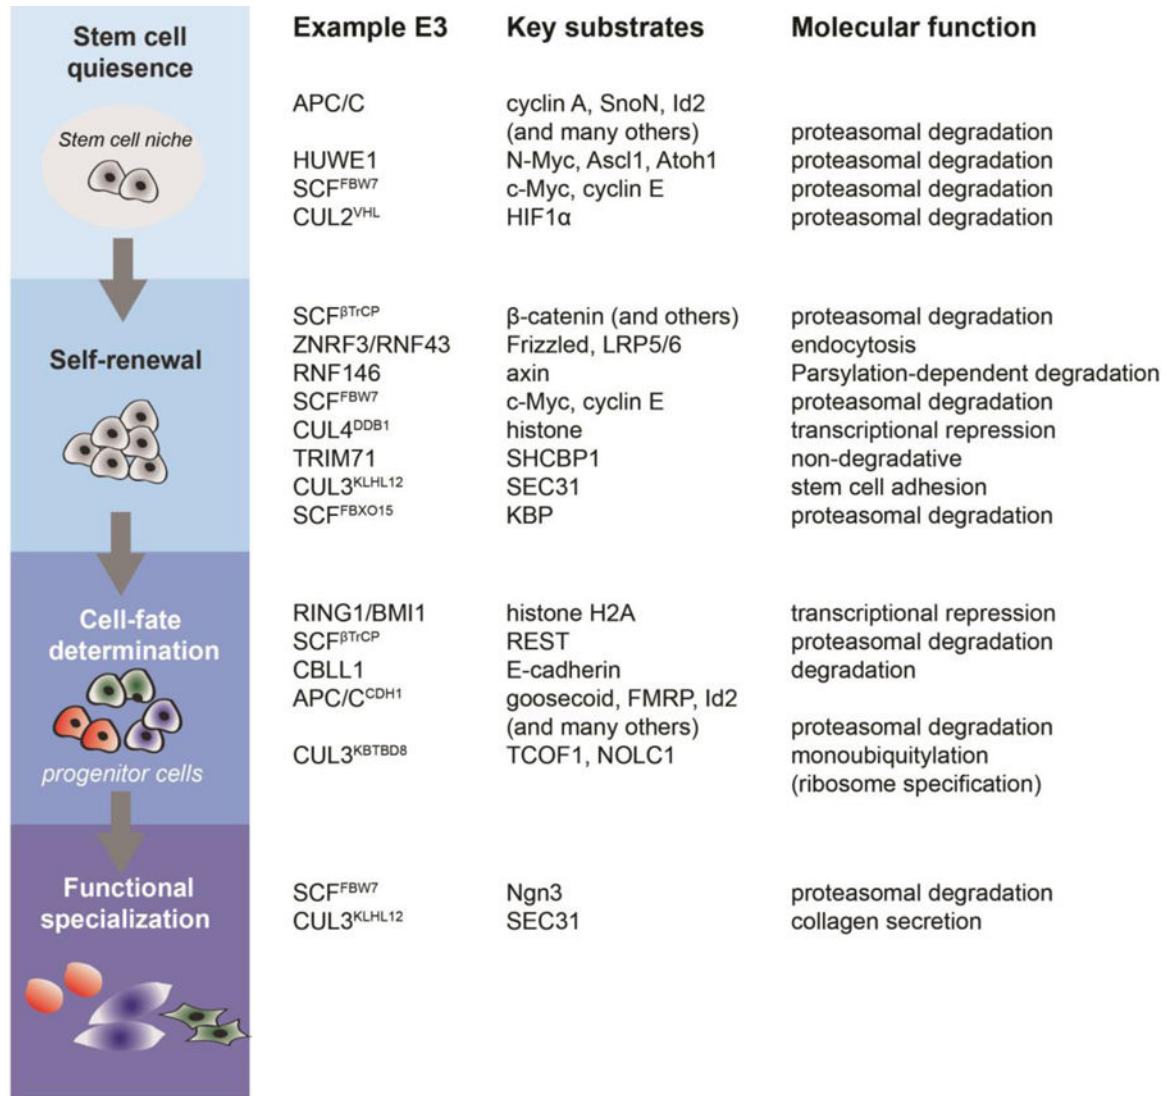 Stem cell
quiesence
Stem cell niche
Self-renewal
Cell-fate
determination
progenitor cells
Functional
specialization
Example E3 Key substrates Molecular function
APC/C cyclin A, SnoN, Id2
(and many others) proteasomal degradation
HUWE1 N-Myc, Ascl1, Atoh1 proteasomal degradation
SCFFBW7 c-Myc, cyclin E proteasomal degradation
CUL2VHL HIF1α proteasomal degradation
SCFβTrCP β-catenin (and others) proteasomal degradation
ZNRF3/RNF43 Frizzled, LRP5/6 endocytosis
RNF146 axin Parsylation-dependent degradation
SCFFBW7 c-Myc, cyclin E proteasomal degradation
CUL4DDB1 histone transcriptional repression
TRIM71 SHCBP1 non-degradative
CUL3KLHL12 SEC31 stem cell adhesion
SCFFBXO15 KBP proteasomal degradation
RING1/BMI1 histone H2A transcriptional repression
SCFβTrCP REST proteasomal degradation
CBLL1 E-cadherin degradation
APC/CCDH1 goosecoid, FMRP, Id2
(and many others) proteasomal degradation
CUL3KBTBD8 TCOF1, NOLC1 monoubiquitylation
(ribosome specification)
SCFFBW7 Ngn3 proteasomal degradation
CUL3KLHL12 SEC31 collagen secretion